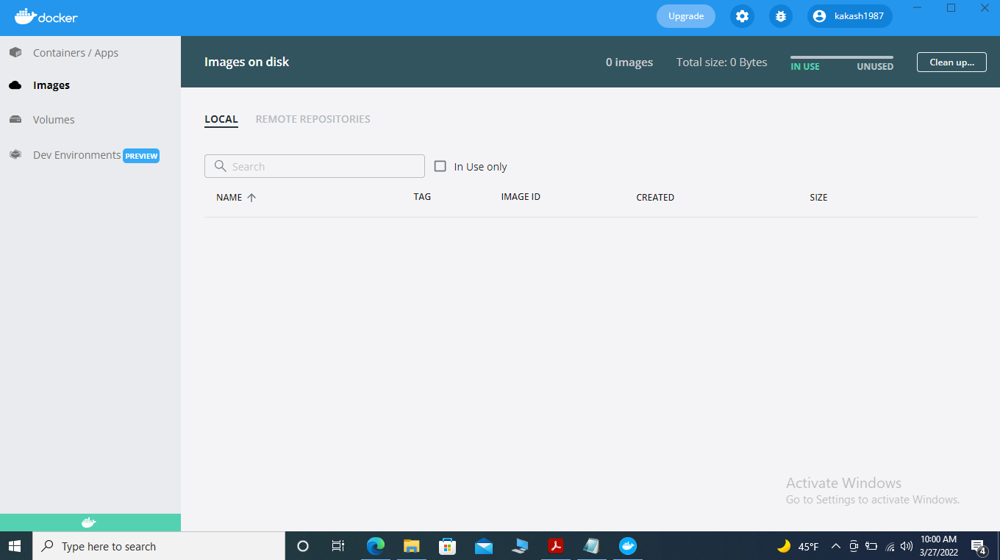 docker
Upgrade
kakash1987
Containers / Apps
Images
Volumes
Dev Environments PREVIEW
Images on disk
0 images
Total size: 0 Bytes
IN USE
UNUSED
Clean up...
LOCAL
REMOTE REPOSITORIES
Search
In Use only
NAME
TAG
IMAGE ID
CREATED
SIZE
Activate Windows
Go to Settings to activate Windows.
Type here to search
45°F
10:00 AM
3/27/2022
4